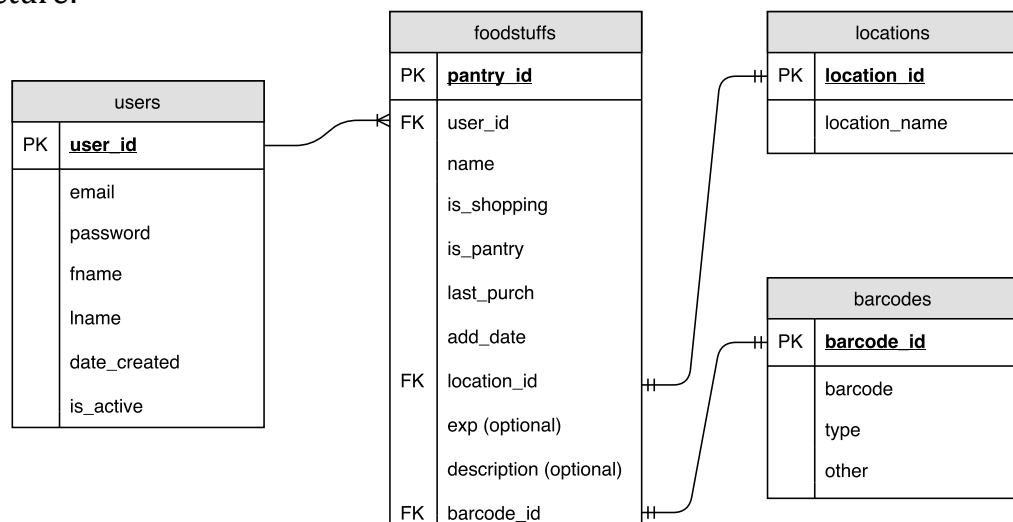 users
PK user_id
email
password
fname
lname
date_created
is_active
foodstuffs
PK pantry_id
FK user_id
name
is_shopping
is_pantry
last_purch
add_date
FK location_id
exp (optional)
description (optional)
FK barcode_id
locations
PK location_id
location_name
barcodes
PK barcode_id
barcode
type
other